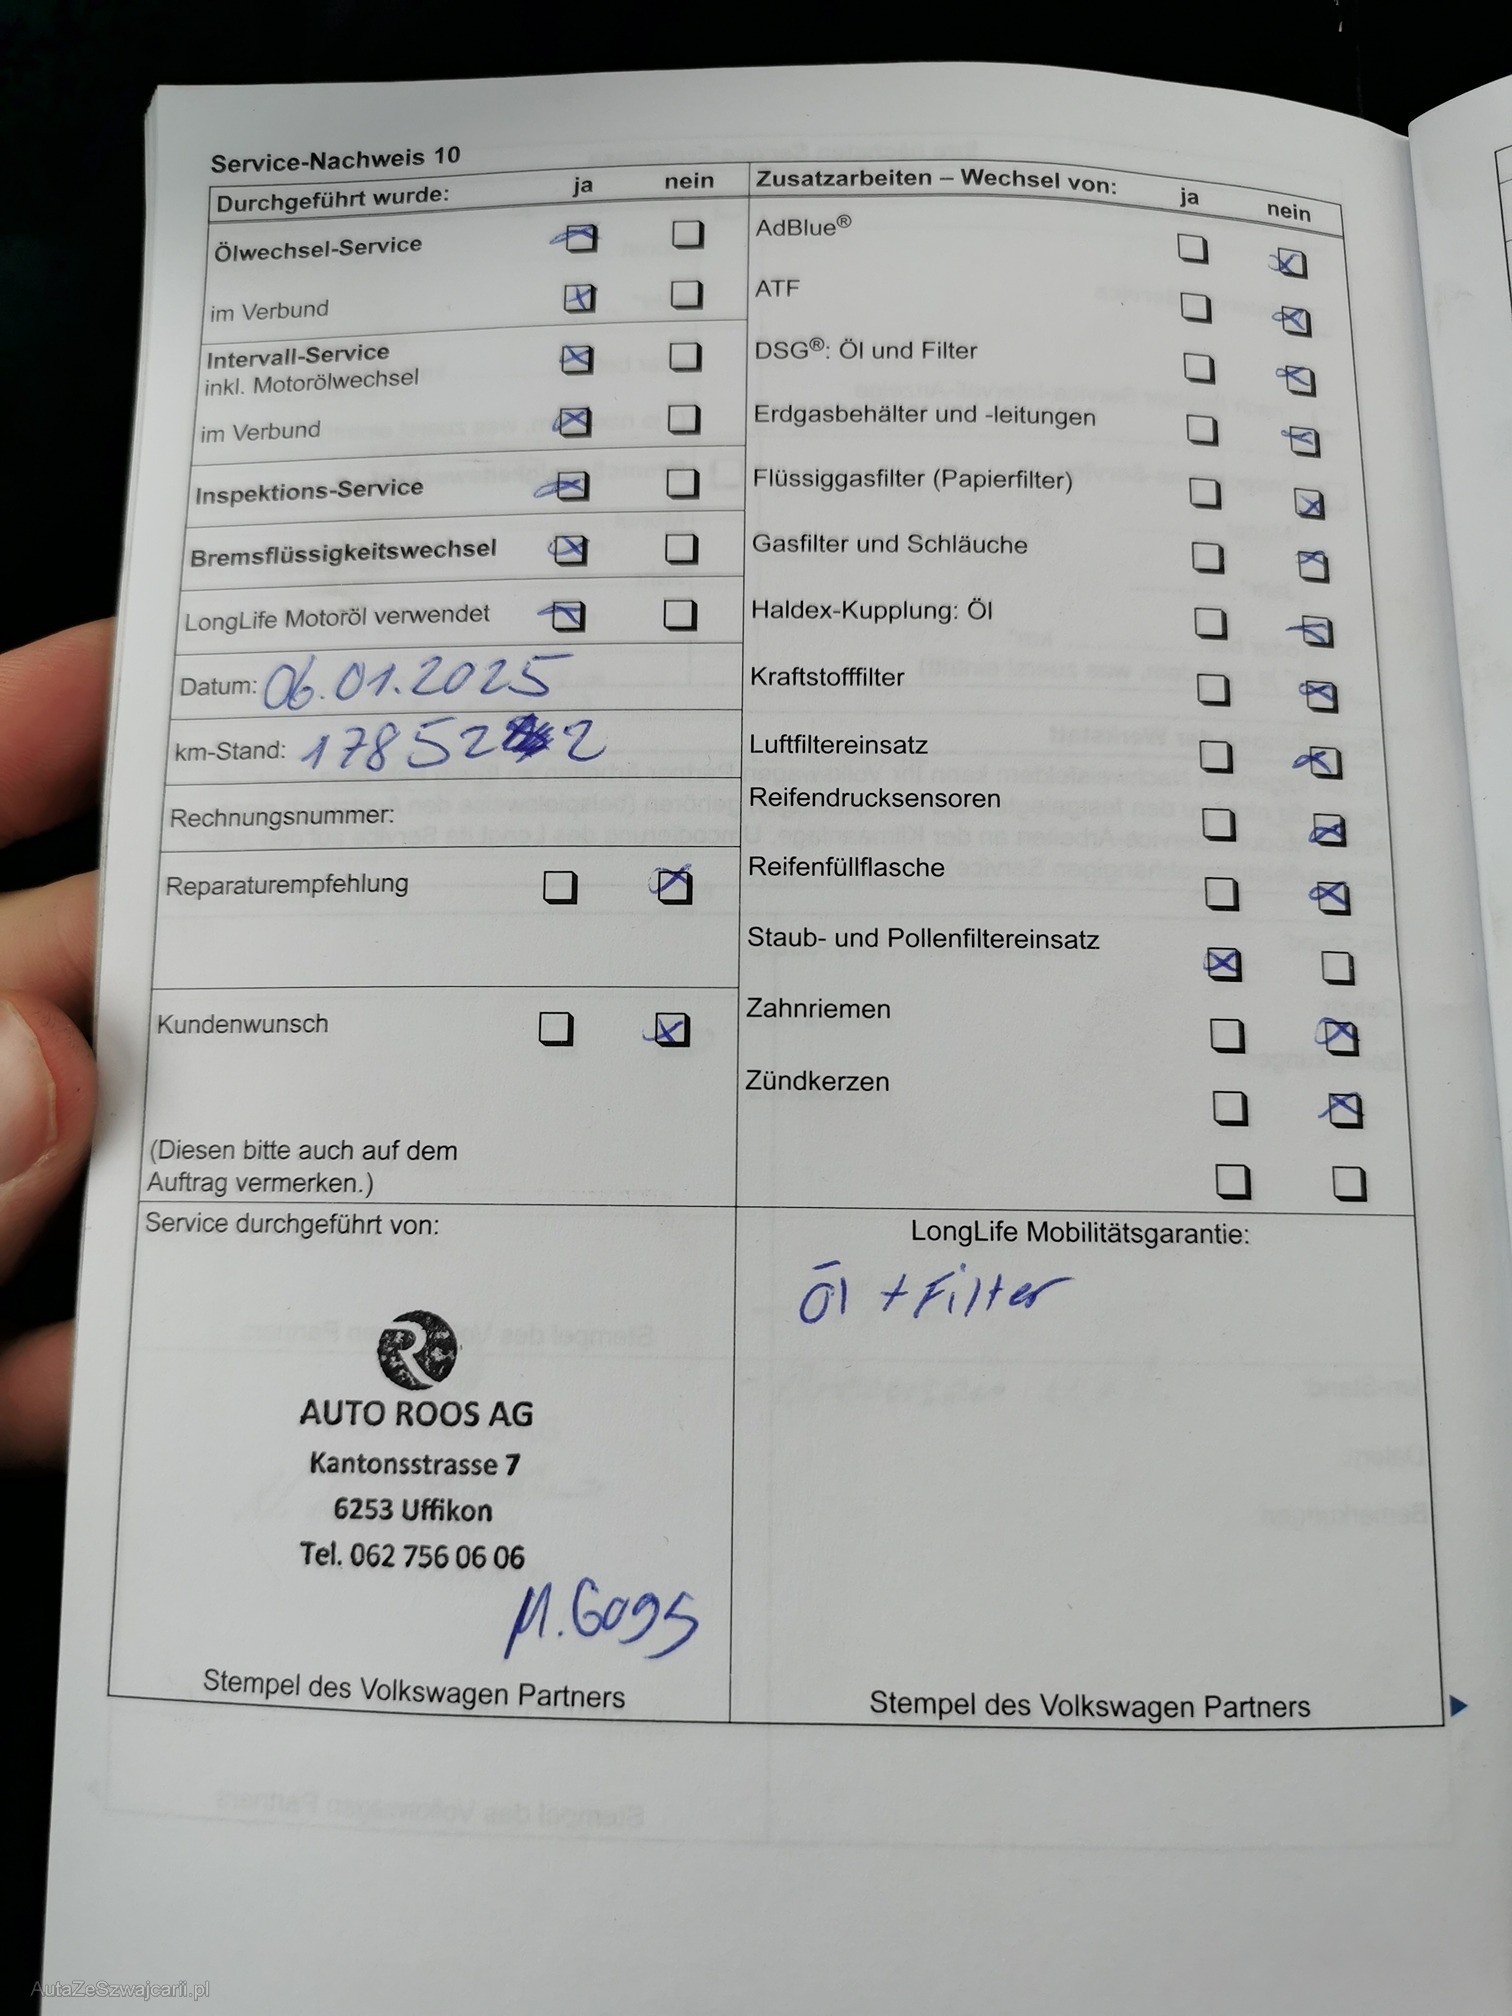 Service-Nachweis 10
Durchgeführt wurde: ja nein
Ölwechsel-Service
im Verbund
Intervall-Service
inkl. Motorölwechsel
im Verbund
Inspektions-Service
Bremsflüssigkeitswechsel
LongLife Motoröl verwendet
Datum: 06.01.2025
km-Stand: 178522
Rechnungsnummer:
Reparaturempfehlung
Kundenwunsch
(Diesen bitte auch auf dem
Auftrag vermerken.)
Zusatzarbeiten – Wechsel von: ja nein
AdBlue®
ATF
DSG®: Öl und Filter
Erdgasbehälter und -leitungen
Flüssiggasfilter (Papierfilter)
Gasfilter und Schläuche
Haldex-Kupplung: Öl
Kraftstofffilter
Luftfiltereinsatz
Reifendrucksensoren
Reifenfüllflasche
Staub- und Pollenfiltereinsatz
Zahnriemen
Zündkerzen
Service durchgeführt von:
R
AUTO ROOS AG
Kantonsstrasse 7
6253 Uffikon
Tel. 062 756 06 06
Stempel des Volkswagen Partners
LongLife Mobilitätsgarantie:
Öl + Filter
Stempel des Volkswagen Partners
AutaZeSzwajcarii.pl